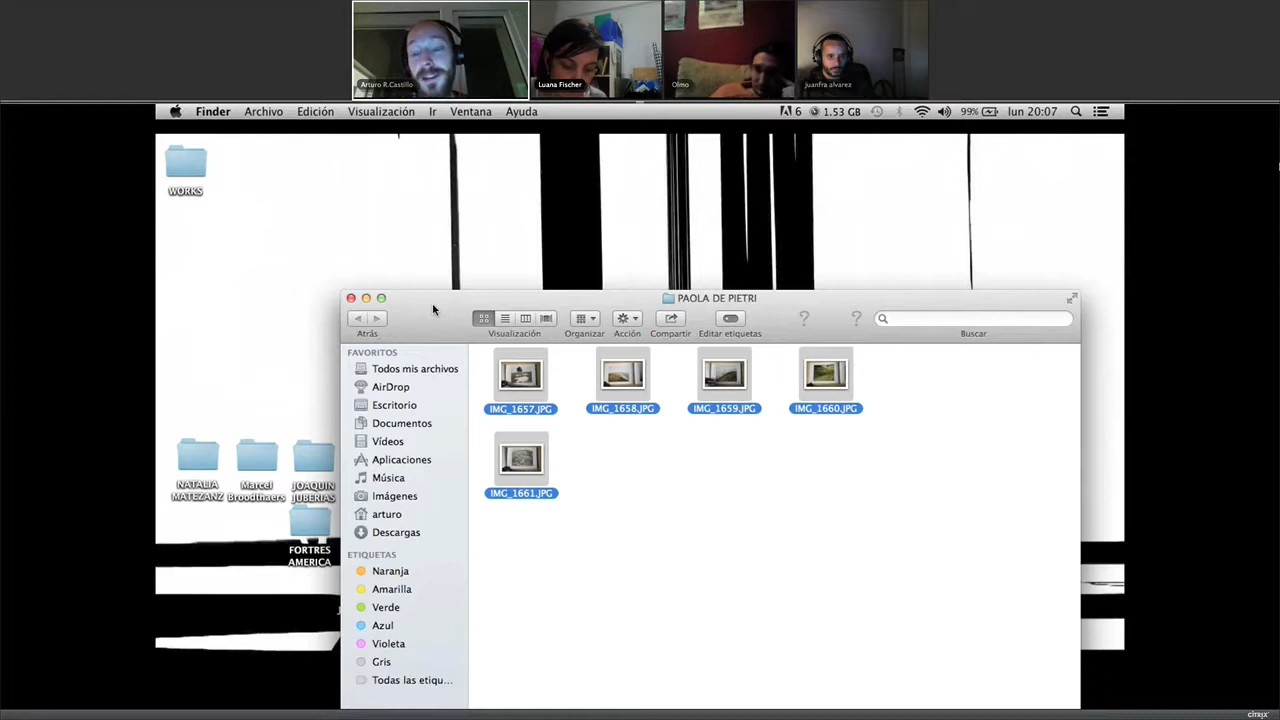 Arturo R.Castillo
Luana Fischer
Olmo
juanfra alvarez
Finder Archivo Edición Visualización Ir Ventana Ayuda
6 1.53 GB 99% lun 20:07
WORKS
PAOLA DE PIETRI
Atrás Visualización Organizar Acción Compartir Editar etiquetas Buscar
FAVORITOS
Todos mis archivos
AirDrop
Escritorio
Documentos
Vídeos
Aplicaciones
Música
Imágenes
arturo
Descargas
ETIQUETAS
Naranja
Amarilla
Verde
Azul
Violeta
Gris
Todas las etiqu...
IMG_1657.JPG IMG_1658.JPG IMG_1659.JPG IMG_1660.JPG
IMG_1661.JPG
NATALIA
MATEZANZ
Marcel
Broodthaers
JOAQUIN
JUBERIAS
FORTRES
AMERICA
CITRIX